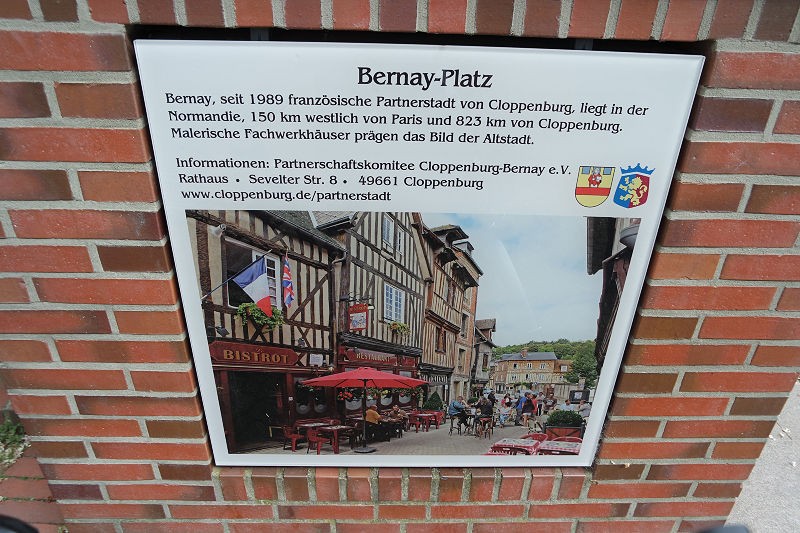 Bernay-Platz
Bernay, seit 1989 französische Partnerstadt von Cloppenburg, liegt in der
Normandie, 150 km westlich von Paris und 823 km von Cloppenburg.
Malerische Fachwerkhäuser prägen das Bild der Altstadt.
Informationen: Partnerschaftskomitee Cloppenburg-Bernay e.V.
Rathaus • Sevelter Str. 8 • 49661 Cloppenburg
www.cloppenburg.de/partnerstadt
BISTROT
RESTAURANT